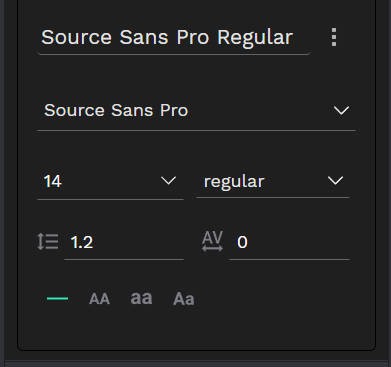 Source Sans Pro Regular
Source Sans Pro
14 regular
1.2 AV 0
AA aa Aa